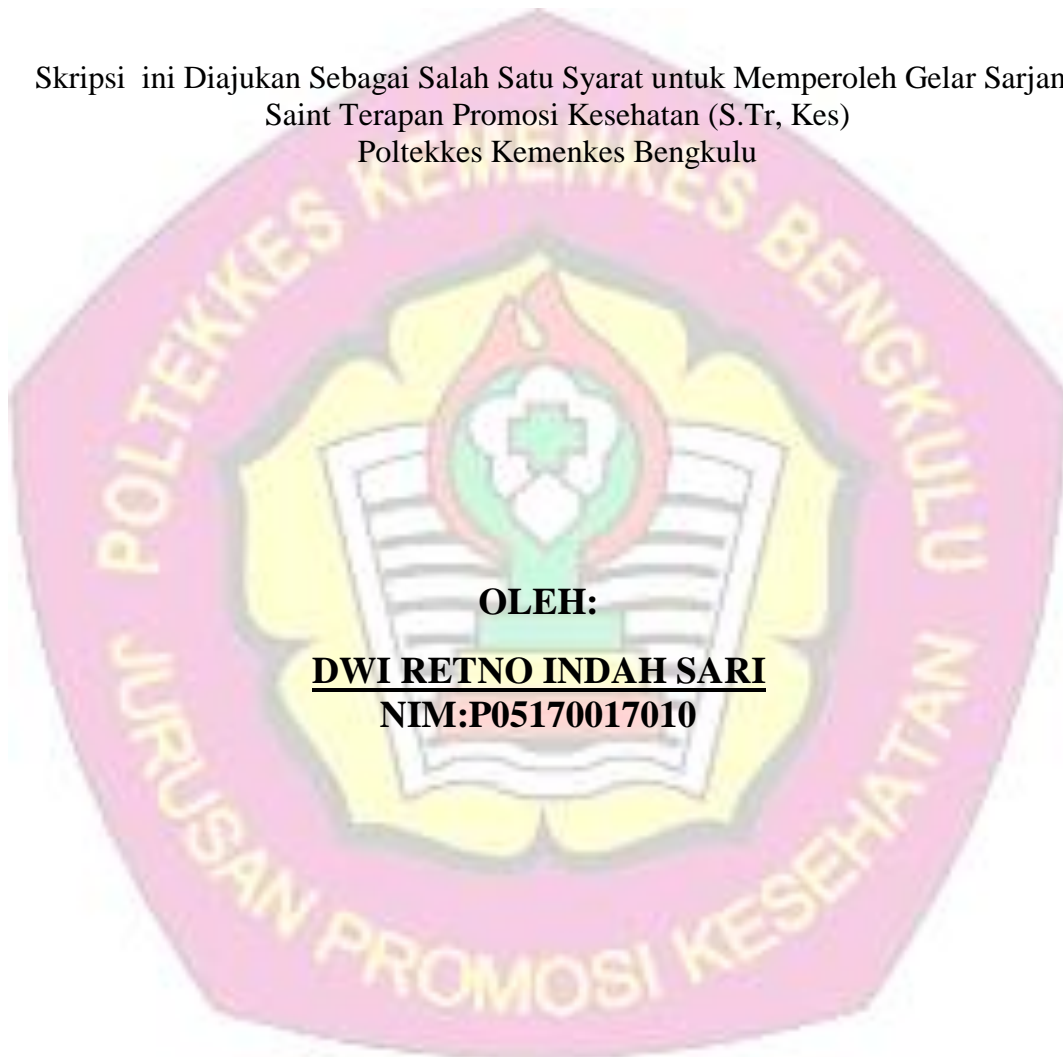 Skripsi ini Diajukan Sebagai Salah Satu Syarat untuk Memperoleh Gelar Sarjan
Saint Terapan Promosi Kesehatan (S.Tr, Kes)
Poltekkes Kemenkes Bengkulu
POLTEKKES KEMENKES BENGKULU
OLEH:
DWI RETNO INDAH SARI
NIM:P05170017010
JURUSAN PROMOSI KESEHATAN